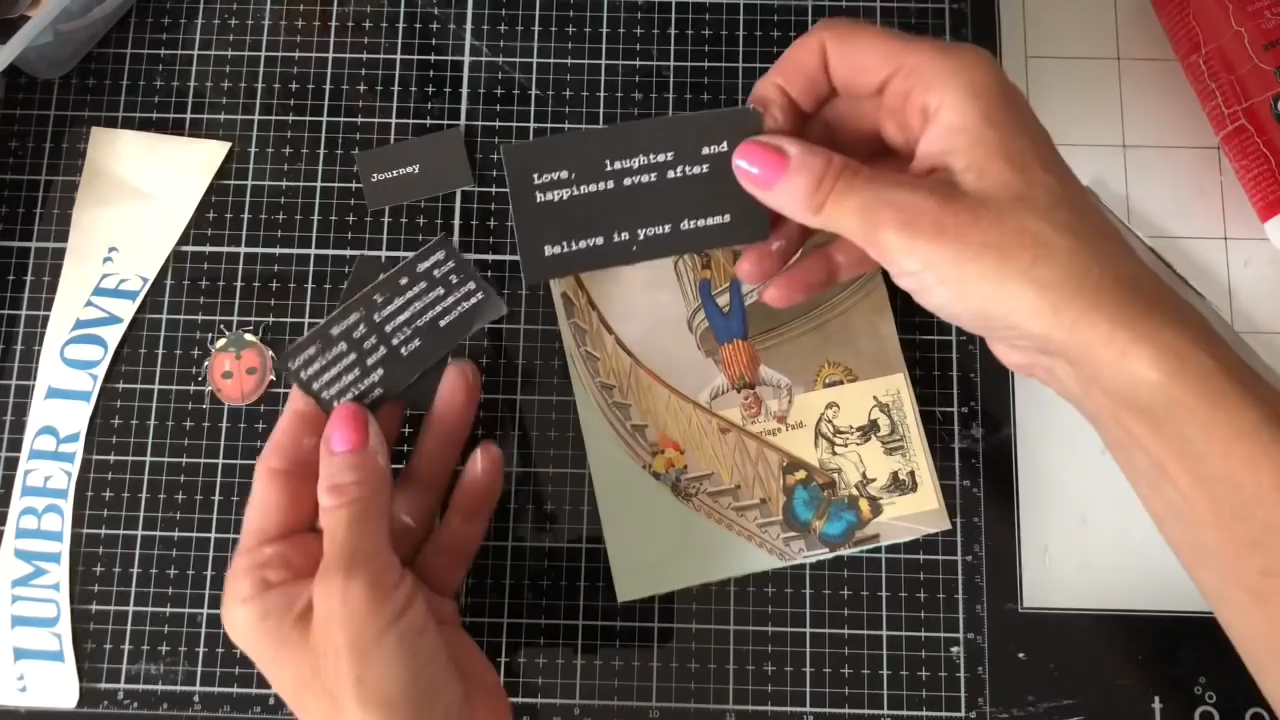 Journey
Love, laughter and
happiness ever after
Believe in your dreams
Love: Noun: 1. a deep
feeling of fondness for
someone or something 2.
Tender and all-consuming
feelings for another
riage Paid.
"LUMBER LOVE"